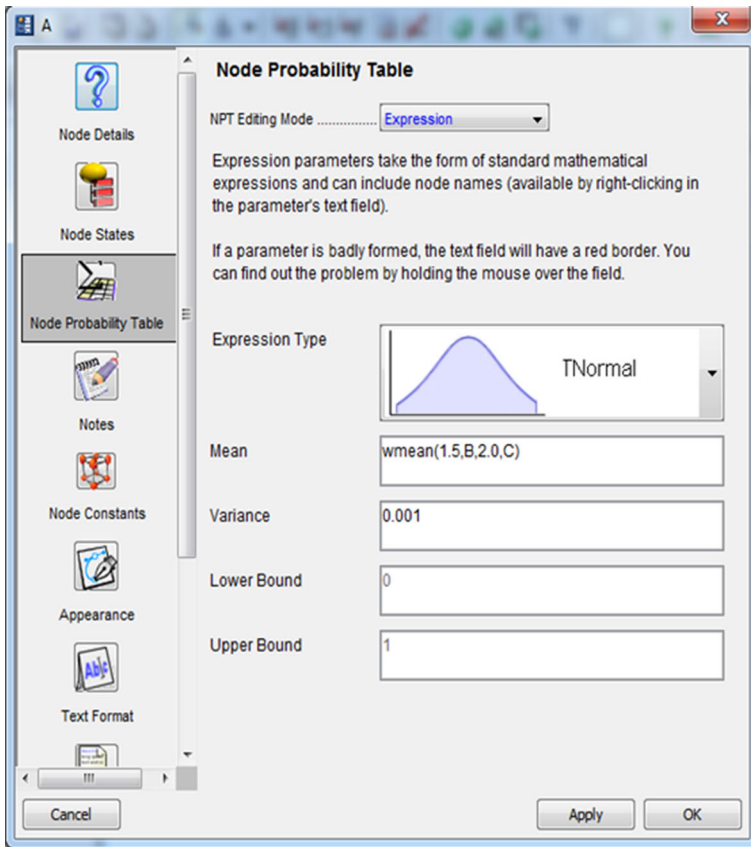 A
Node Details
Node States
Node Probability Table
Notes
Node Constants
Appearance
Text Format
Node Probability Table
NPT Editing Mode ............... Expression
Expression parameters take the form of standard mathematical
expressions and can include node names (available by right-clicking in
the parameter's text field).
If a parameter is badly formed, the text field will have a red border. You
can find out the problem by holding the mouse over the field.
Expression Type
TNormal
Mean
wmean(1.5,B,2.0,C)
Variance
0.001
Lower Bound
0
Upper Bound
1
Cancel
Apply
OK